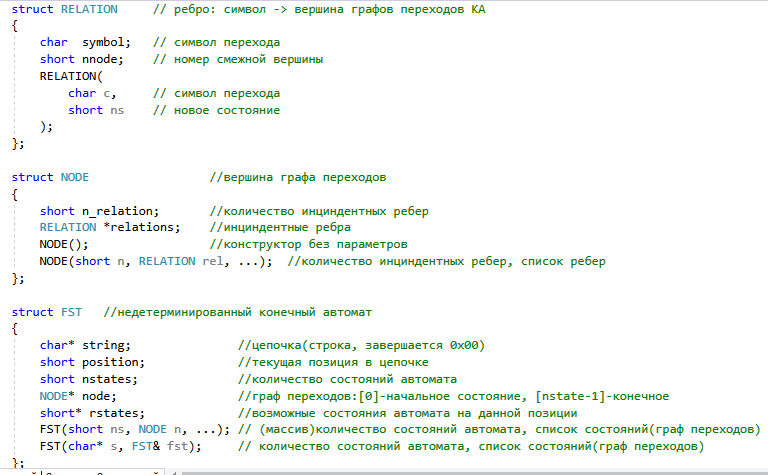 struct RELATION // ребро: символ -> вершина графов переходов КА
{
char symbol; // символ перехода
short nnode; // номер смежной вершины
RELATION(
char c, // символ перехода
short ns // новое состояние
);
};
struct NODE //вершина графа переходов
{
short n_relation; //количество инциндентных ребер
RELATION *relations; //инциндентные ребра
NODE(); //конструктор без параметров
NODE(short n, RELATION rel, ...); //количество инциндентных ребер, список ребер
};
struct FST //недетерминированный конечный автомат
{
char* string; //цепочка(строка, завершается 0x00)
short position; //текущая позиция в цепочке
short nstates; //количество состояний автомата
NODE* node; //граф переходов:[0]-начальное состояние, [nstate-1]-конечное
short* rstates; //возможные состояния автомата на данной позиции
FST(short ns, NODE n, ...); // (массив)количество состояний автомата, список состояний(граф переходов)
FST(char* s, FST& fst); // количество состояний автомата, список состояний(граф переходов)
};